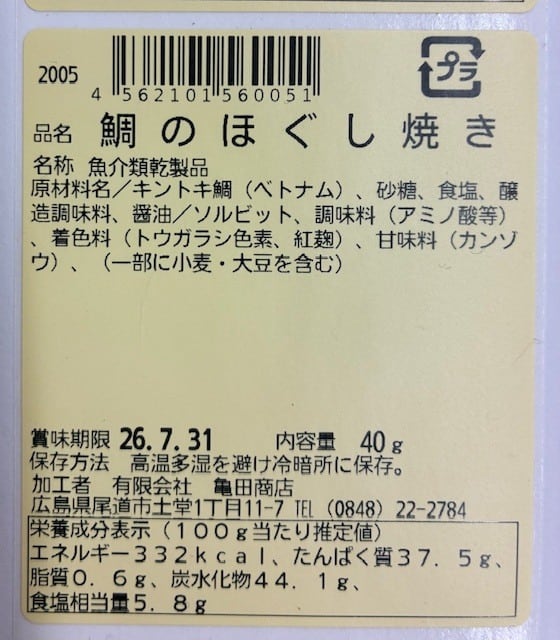 2005
4 562101 560051
プラ
品名 鯛のほぐし焼き
名称 魚介類乾製品
原材料名／キントキ鯛（ベトナム）、砂糖、食塩、醸
造調味料、醤油／ソルビット、調味料（アミノ酸等）
、着色料（トウガラシ色素、紅麹）、甘味料（カンゾ
ウ）、（一部に小麦・大豆を含む）
賞味期限 26.7.31 内容量 40g
保存方法 高温多湿を避け冷暗所に保存。
加工者 有限会社 亀田商店
広島県尾道市土堂1丁目11-7 TEL (0848) 22-2784
栄養成分表示（100g当たり推定値）
エネルギー332kcal、たんぱく質37.5g、
脂質0.6g、炭水化物44.1g、
食塩相当量5.8g